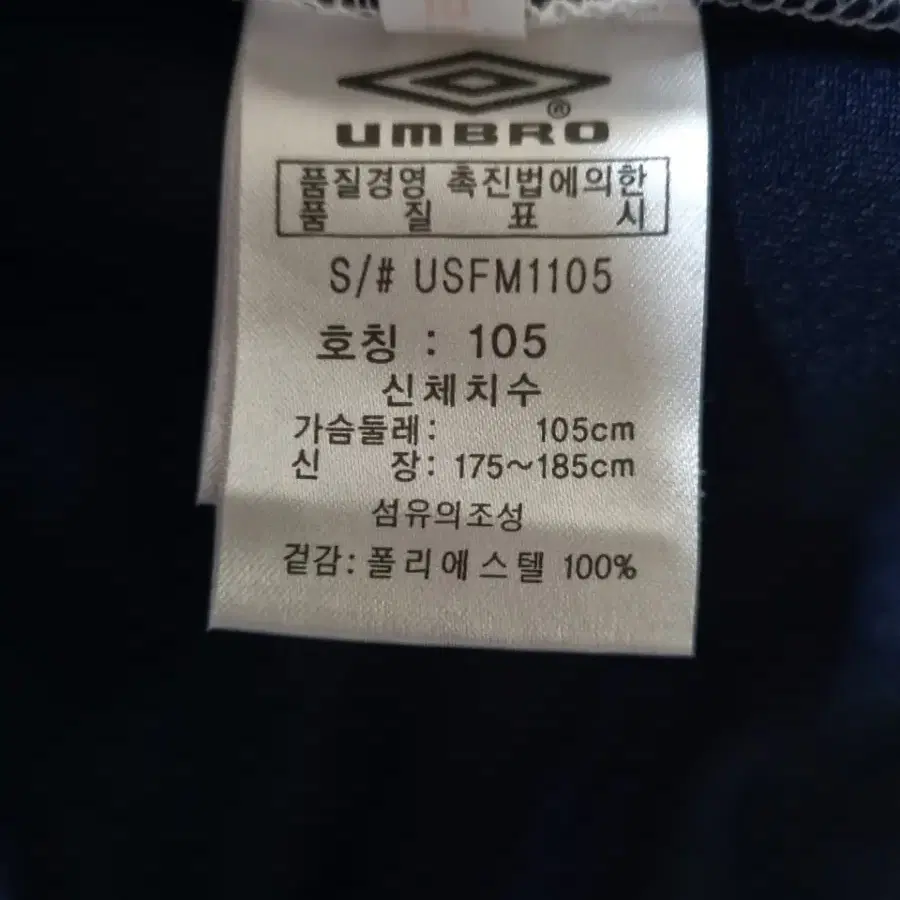 UMBRO®
품질경영 촉진법에의한
품 질 표 시
S/# USFM1105
호칭 : 105
신체치수
가슴둘레: 105cm
신 장: 175~185cm
섬유의조성
겉감: 폴리에스텔 100%